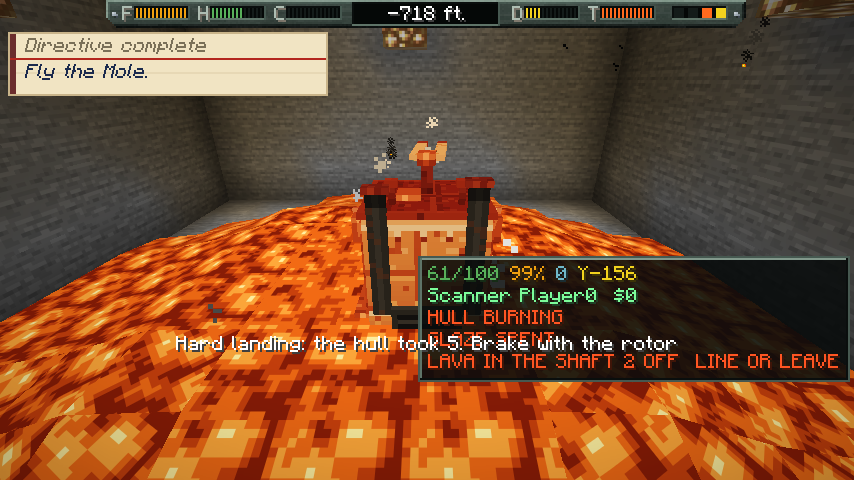 F H C -718 ft. D T
Directive complete
Fly the Mole.
61/100 99% 0 Y-156
Scanner Player0 $0
HULL BURNING
Hard landing: the hull took 5. Brake with the rotor
LAVA IN THE SHAFT 2 OFF LINE OR LEAVE